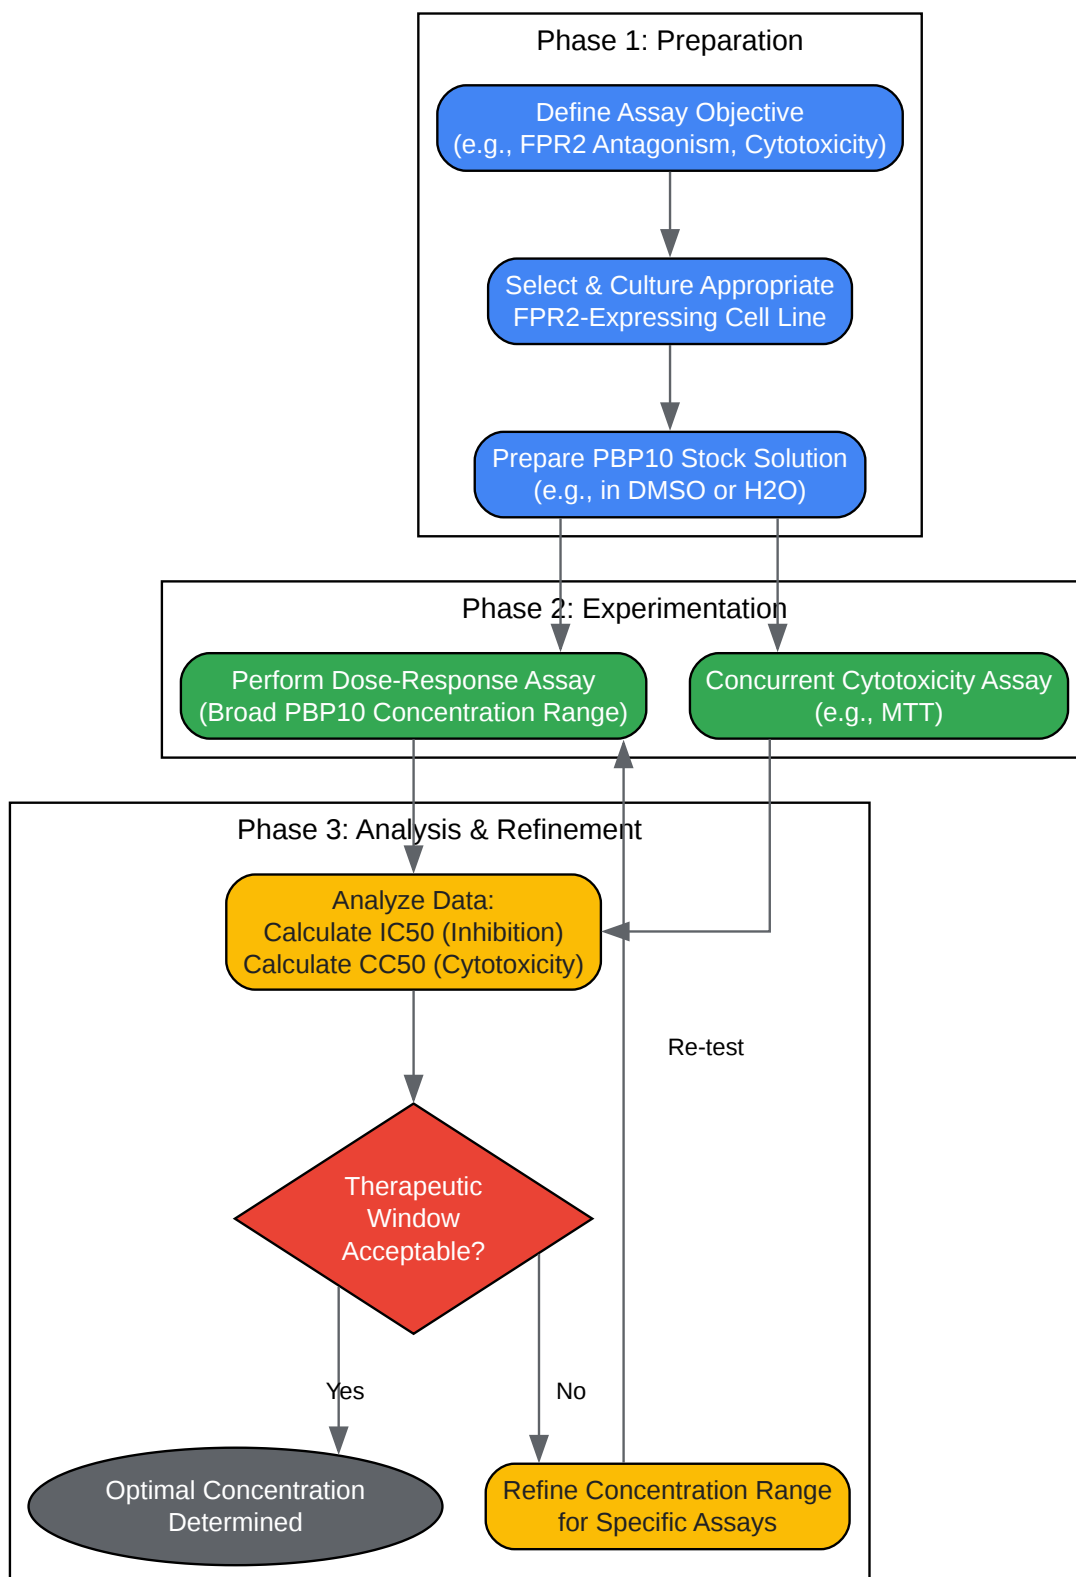 Phase 1: Preparation
Define Assay Objective
(e.g., FPR2 Antagonism, Cytotoxicity)
Select & Culture Appropriate
FPR2-Expressing Cell Line
Prepare PBP10 Stock Solution
(e.g., in DMSO or H2O)
Phase 2: Experimentation
Perform Dose-Response Assay
(Broad PBP10 Concentration Range)
Concurrent Cytotoxicity Assay
(e.g., MTT)
Phase 3: Analysis & Refinement
Analyze Data:
Calculate IC50 (Inhibition)
Calculate CC50 (Cytotoxicity)
Re-test
Therapeutic
Window
Acceptable?
Yes
No
Optimal Concentration
Determined
Refine Concentration Range
for Specific Assays